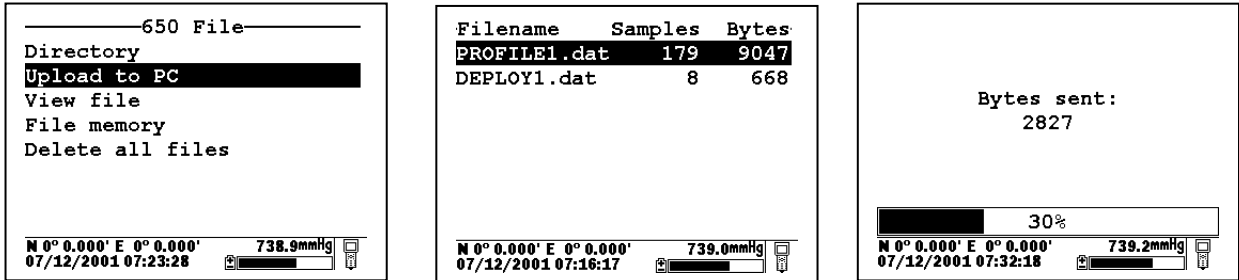 650 File
Directory
Upload to PC
View file
File memory
Delete all files
N 0° 0.000' E 0° 0.000' 738.9mmHg
07/12/2001 07:23:28
Filename Samples Bytes
PROFILE1.dat 179 9047
DEPLOY1.dat 8 668
N 0° 0.000' E 0° 0.000' 739.0mmHg
07/12/2001 07:16:17
Bytes sent:
2827
30%
N 0° 0.000' E 0° 0.000' 739.2mmHg
07/12/2001 07:32:18